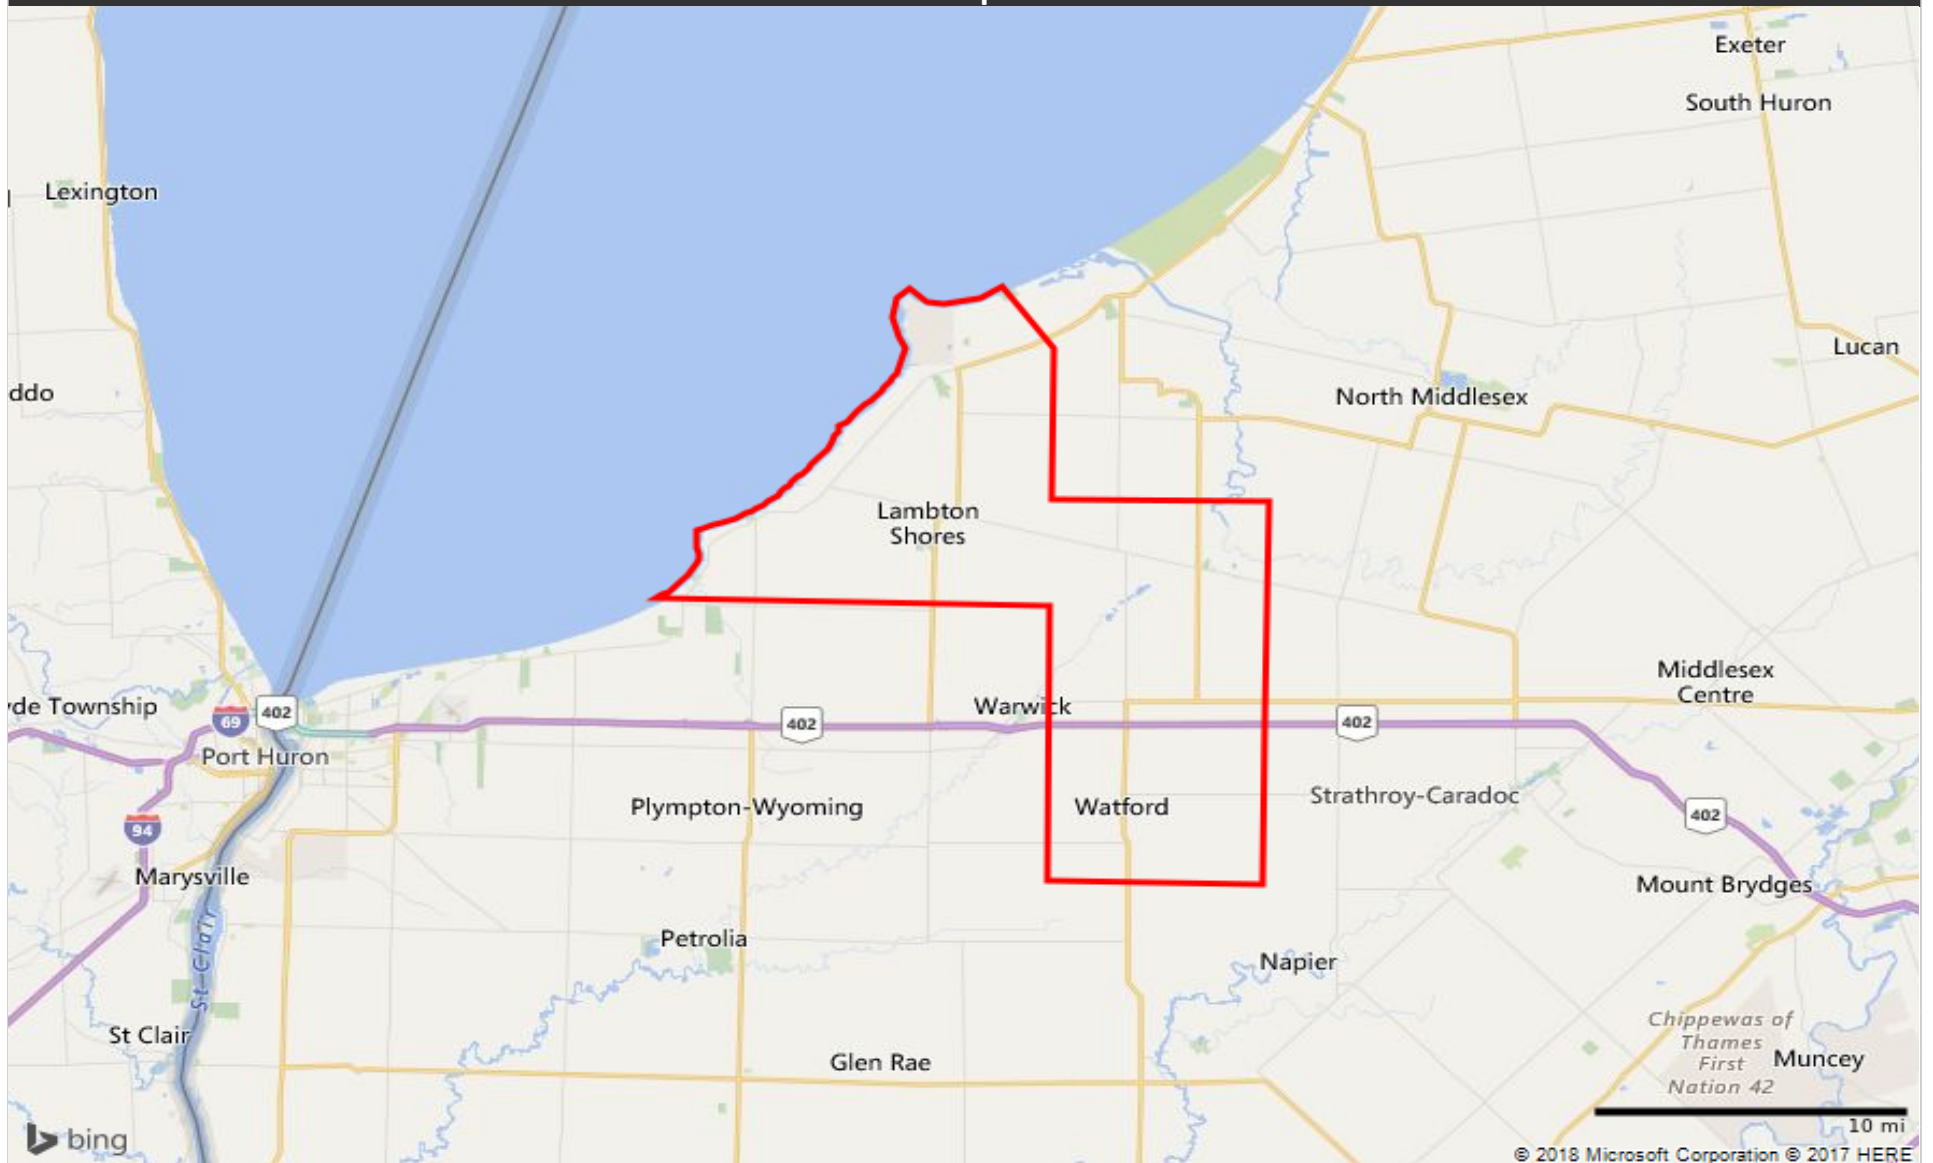 Exeter
South Huron
Lexington
Lucan
ddo
North Middlesex
Lambton
Shores
Middlesex
Centre
yde Township
402
69
Warwick
402
402
Port Huron
Strathroy-Caradoc
Plympton-Wyoming
Watford
402
94
Marysville
Mount Brydges
Petrolia
Napier
St Clair
Chippewas of
Thames
First
Nation 42
Muncey
St Clair
Glen Rae
10 mi
bing
© 2018 Microsoft Corporation © 2017 HERE